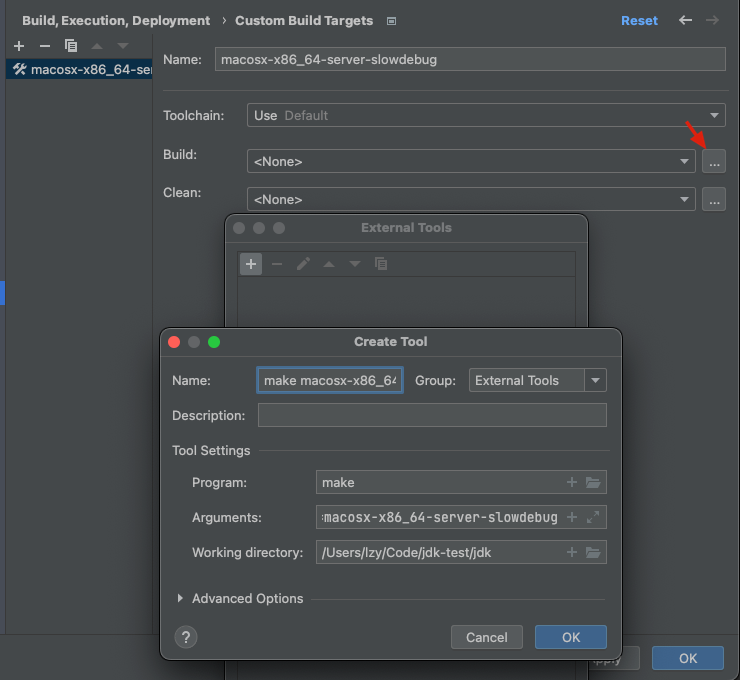 Build, Execution, Deployment › Custom Build Targets
Reset
macosx-x86_64-ser
Name: macosx-x86_64-server-slowdebug
Toolchain: Use Default
Build: <None> ...
Clean: <None> ...
External Tools
Create Tool
Name: make macosx-x86_64 Group: External Tools
Description:
Tool Settings
Program: make
Arguments: :macosx-x86_64-server-slowdebug
Working directory: /Users/lzy/Code/jdk-test/jdk
Advanced Options
? Cancel OK
pply OK